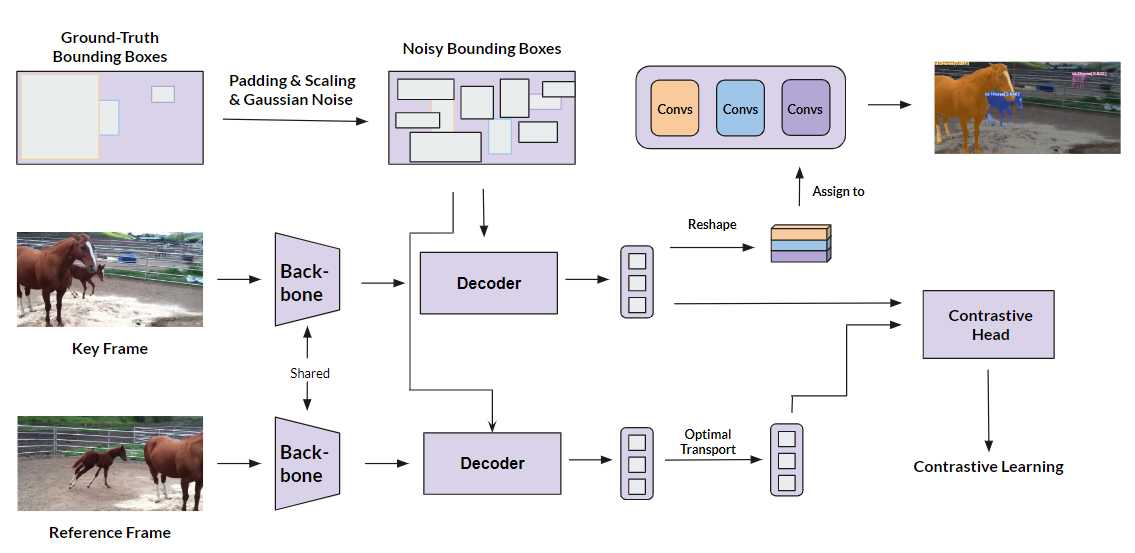 Ground-Truth
Bounding Boxes
Padding & Scaling
& Gaussian Noise
Noisy Bounding Boxes
Convs
Convs
Convs
Assign to
Reshape
Key Frame
Back-
bone
Decoder
Shared
Contrastive
Head
Reference Frame
Back-
bone
Decoder
Optimal
Transport
Contrastive Learning